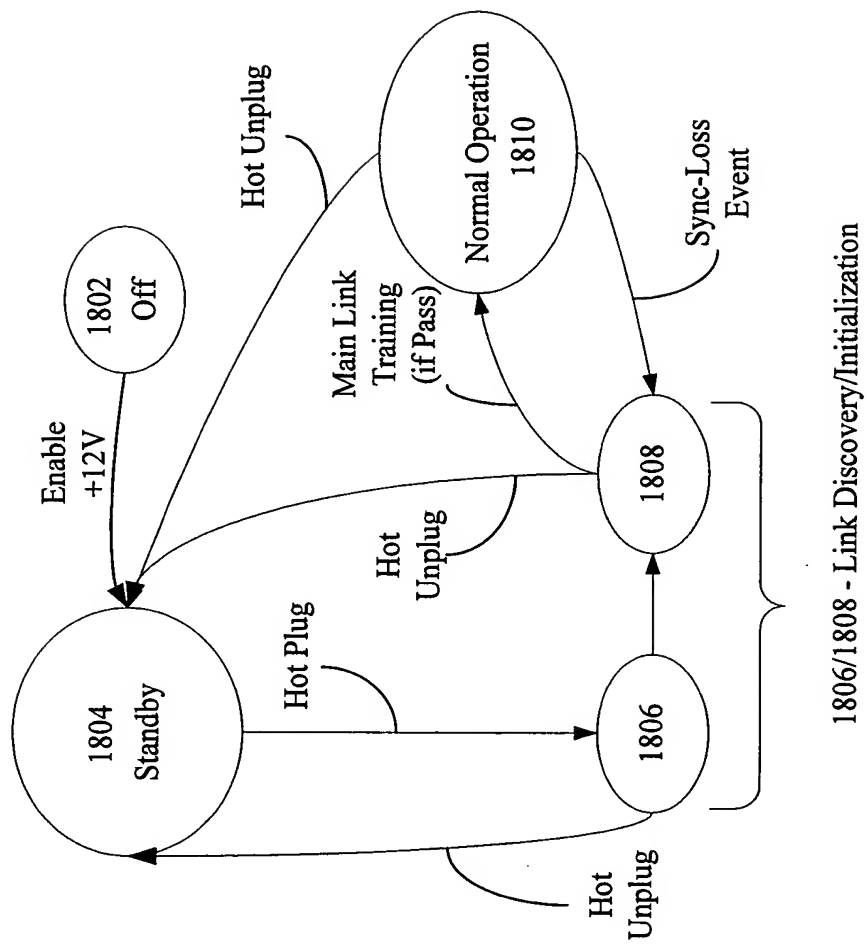 1802
Off
Enable
+12V
Hot Unplug
1804
Standby
Main Link
Training
(if Pass)
Normal Operation
1810
Hot
Unplug
Hot Plug
Sync-Loss
Event
1808
1806
Hot
Unplug
1806/1808 - Link Discovery/Initialization